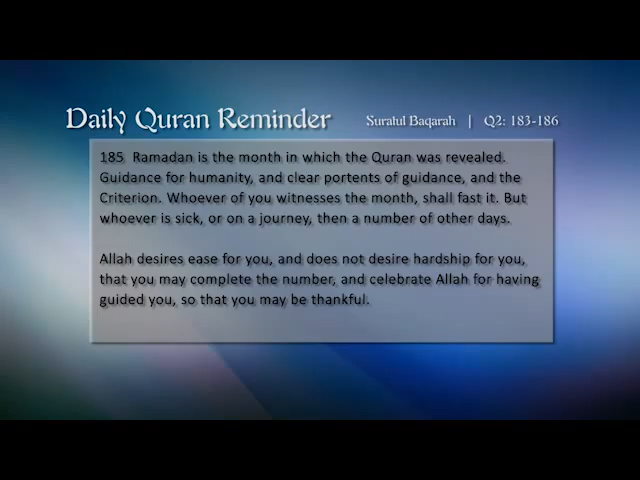 Daily Quran Reminder
Suratul Baqarah | Q2: 183-186
185 Ramadan is the month in which the Quran was revealed.
Guidance for humanity, and clear portents of guidance, and the
Criterion. Whoever of you witnesses the month, shall fast it. But
whoever is sick, or on a journey, then a number of other days.
Allah desires ease for you, and does not desire hardship for you,
that you may complete the number, and celebrate Allah for having
guided you, so that you may be thankful.